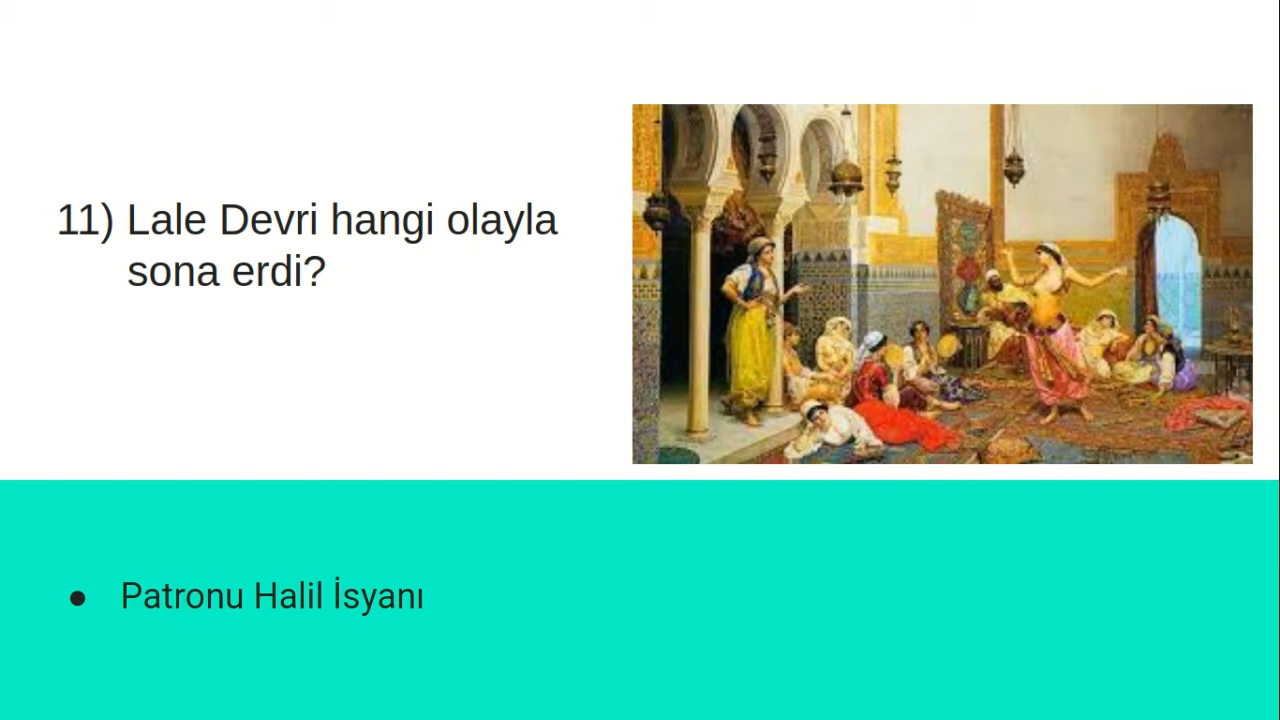 11) Lale Devri hangi olayla
sona erdi?
● Patronu Halil İsyanı